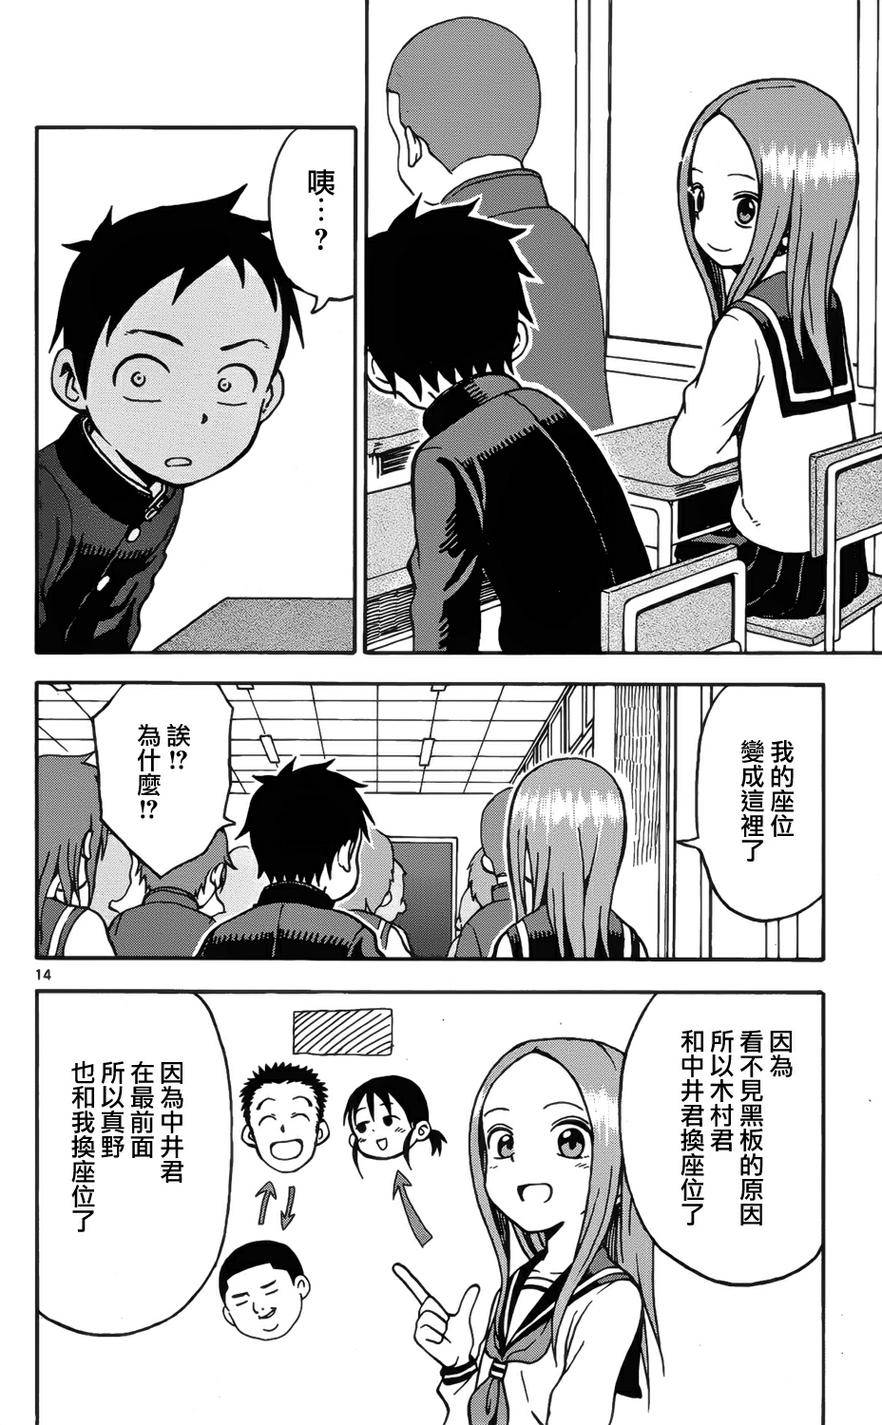 咦…?
我的座位
變成這裡了
誒!?
為什麼!?
14
因為
看不見黑板的原因
所以木村君
和中井君換座位了
因為中井君
在最前面
所以真野
也和我換座位了